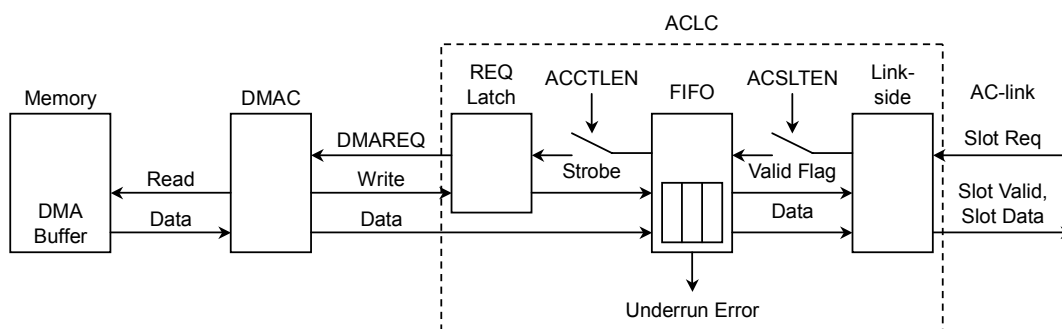 ACLC
REQ
Latch
ACCTLEN
FIFO
ACSLTEN
Link-
side
AC-link
Memory
DMAC
DMAREQ
Slot Req
Strobe
Valid Flag
Read
Write
DMA
Buffer
Slot Valid,
Slot Data
Data
Data
Data
Underrun Error